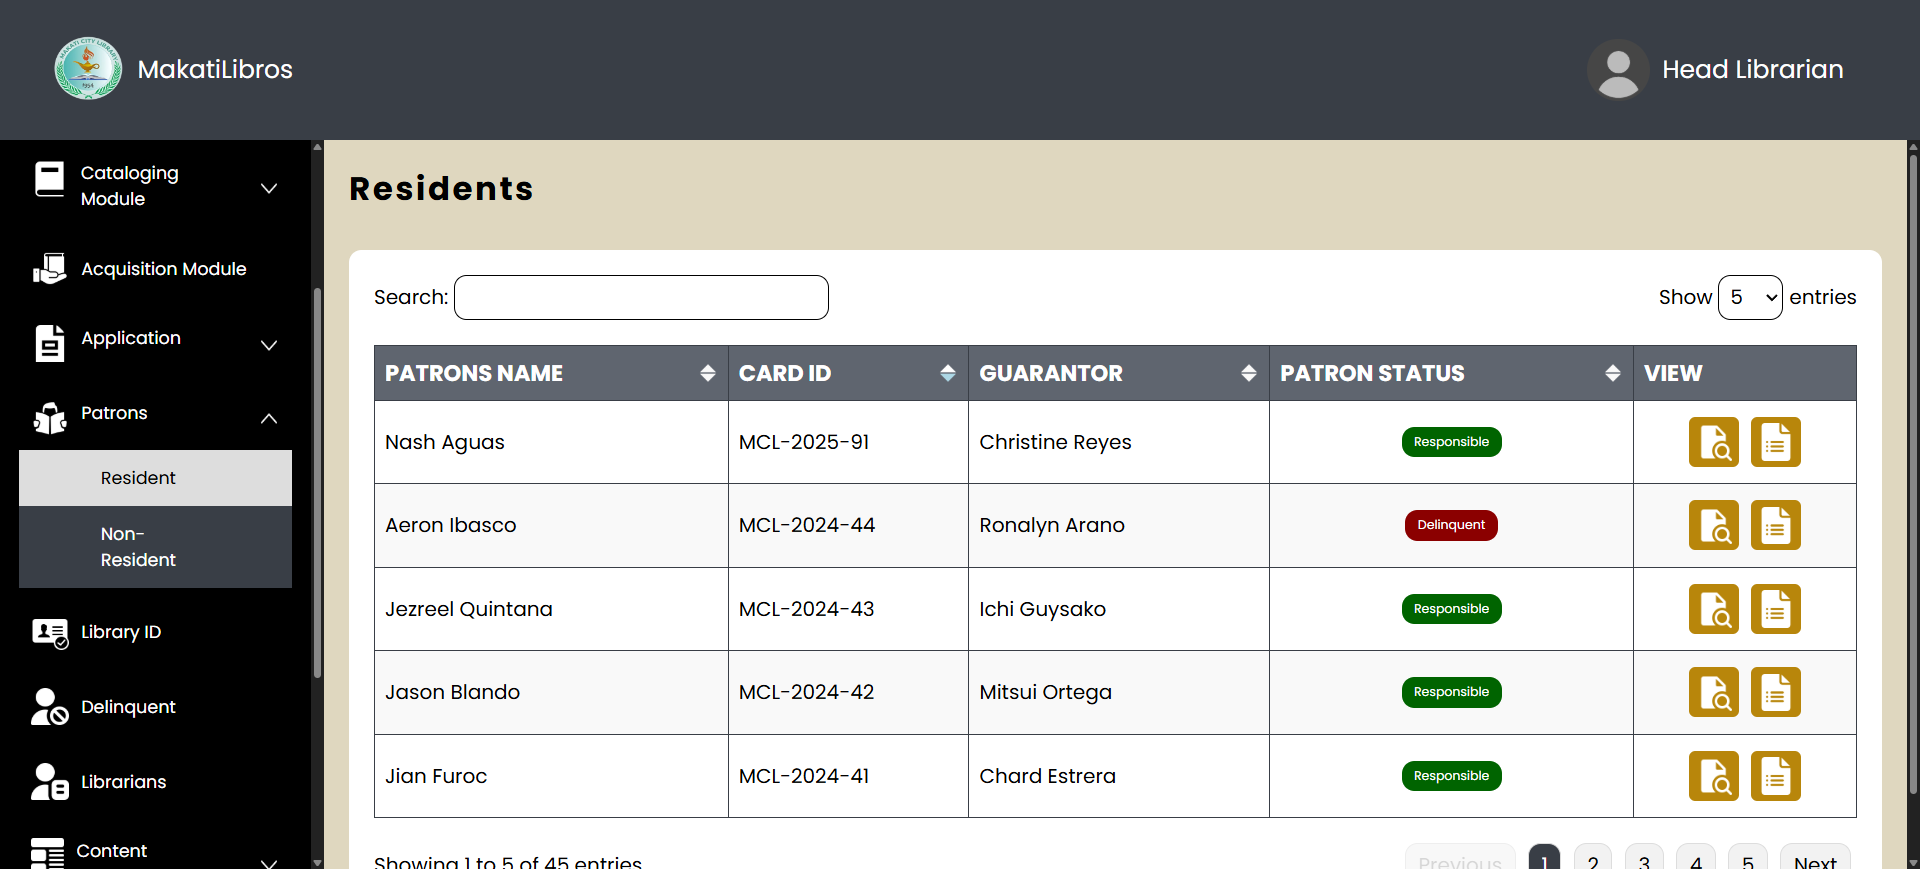 MAKATI CITY LIBRARY
1954
MakatiLibros
Head Librarian
Cataloging
Module
Acquisition Module
Application
Patrons
Resident
Non-
Resident
Library ID
Delinquent
Librarians
Content
Residents
Search:
Show 5 entries
PATRONS NAME CARD ID GUARANTOR PATRON STATUS VIEW
Nash Aguas MCL-2025-91 Christine Reyes Responsible
Aeron Ibasco MCL-2024-44 Ronalyn Arano Delinquent
Jezreel Quintana MCL-2024-43 Ichi Guysako Responsible
Jason Blando MCL-2024-42 Mitsui Ortega Responsible
Jian Furoc MCL-2024-41 Chard Estrera Responsible
Showing 1 to 5 of 45 entries
Previous 1 2 3 4 5 Next